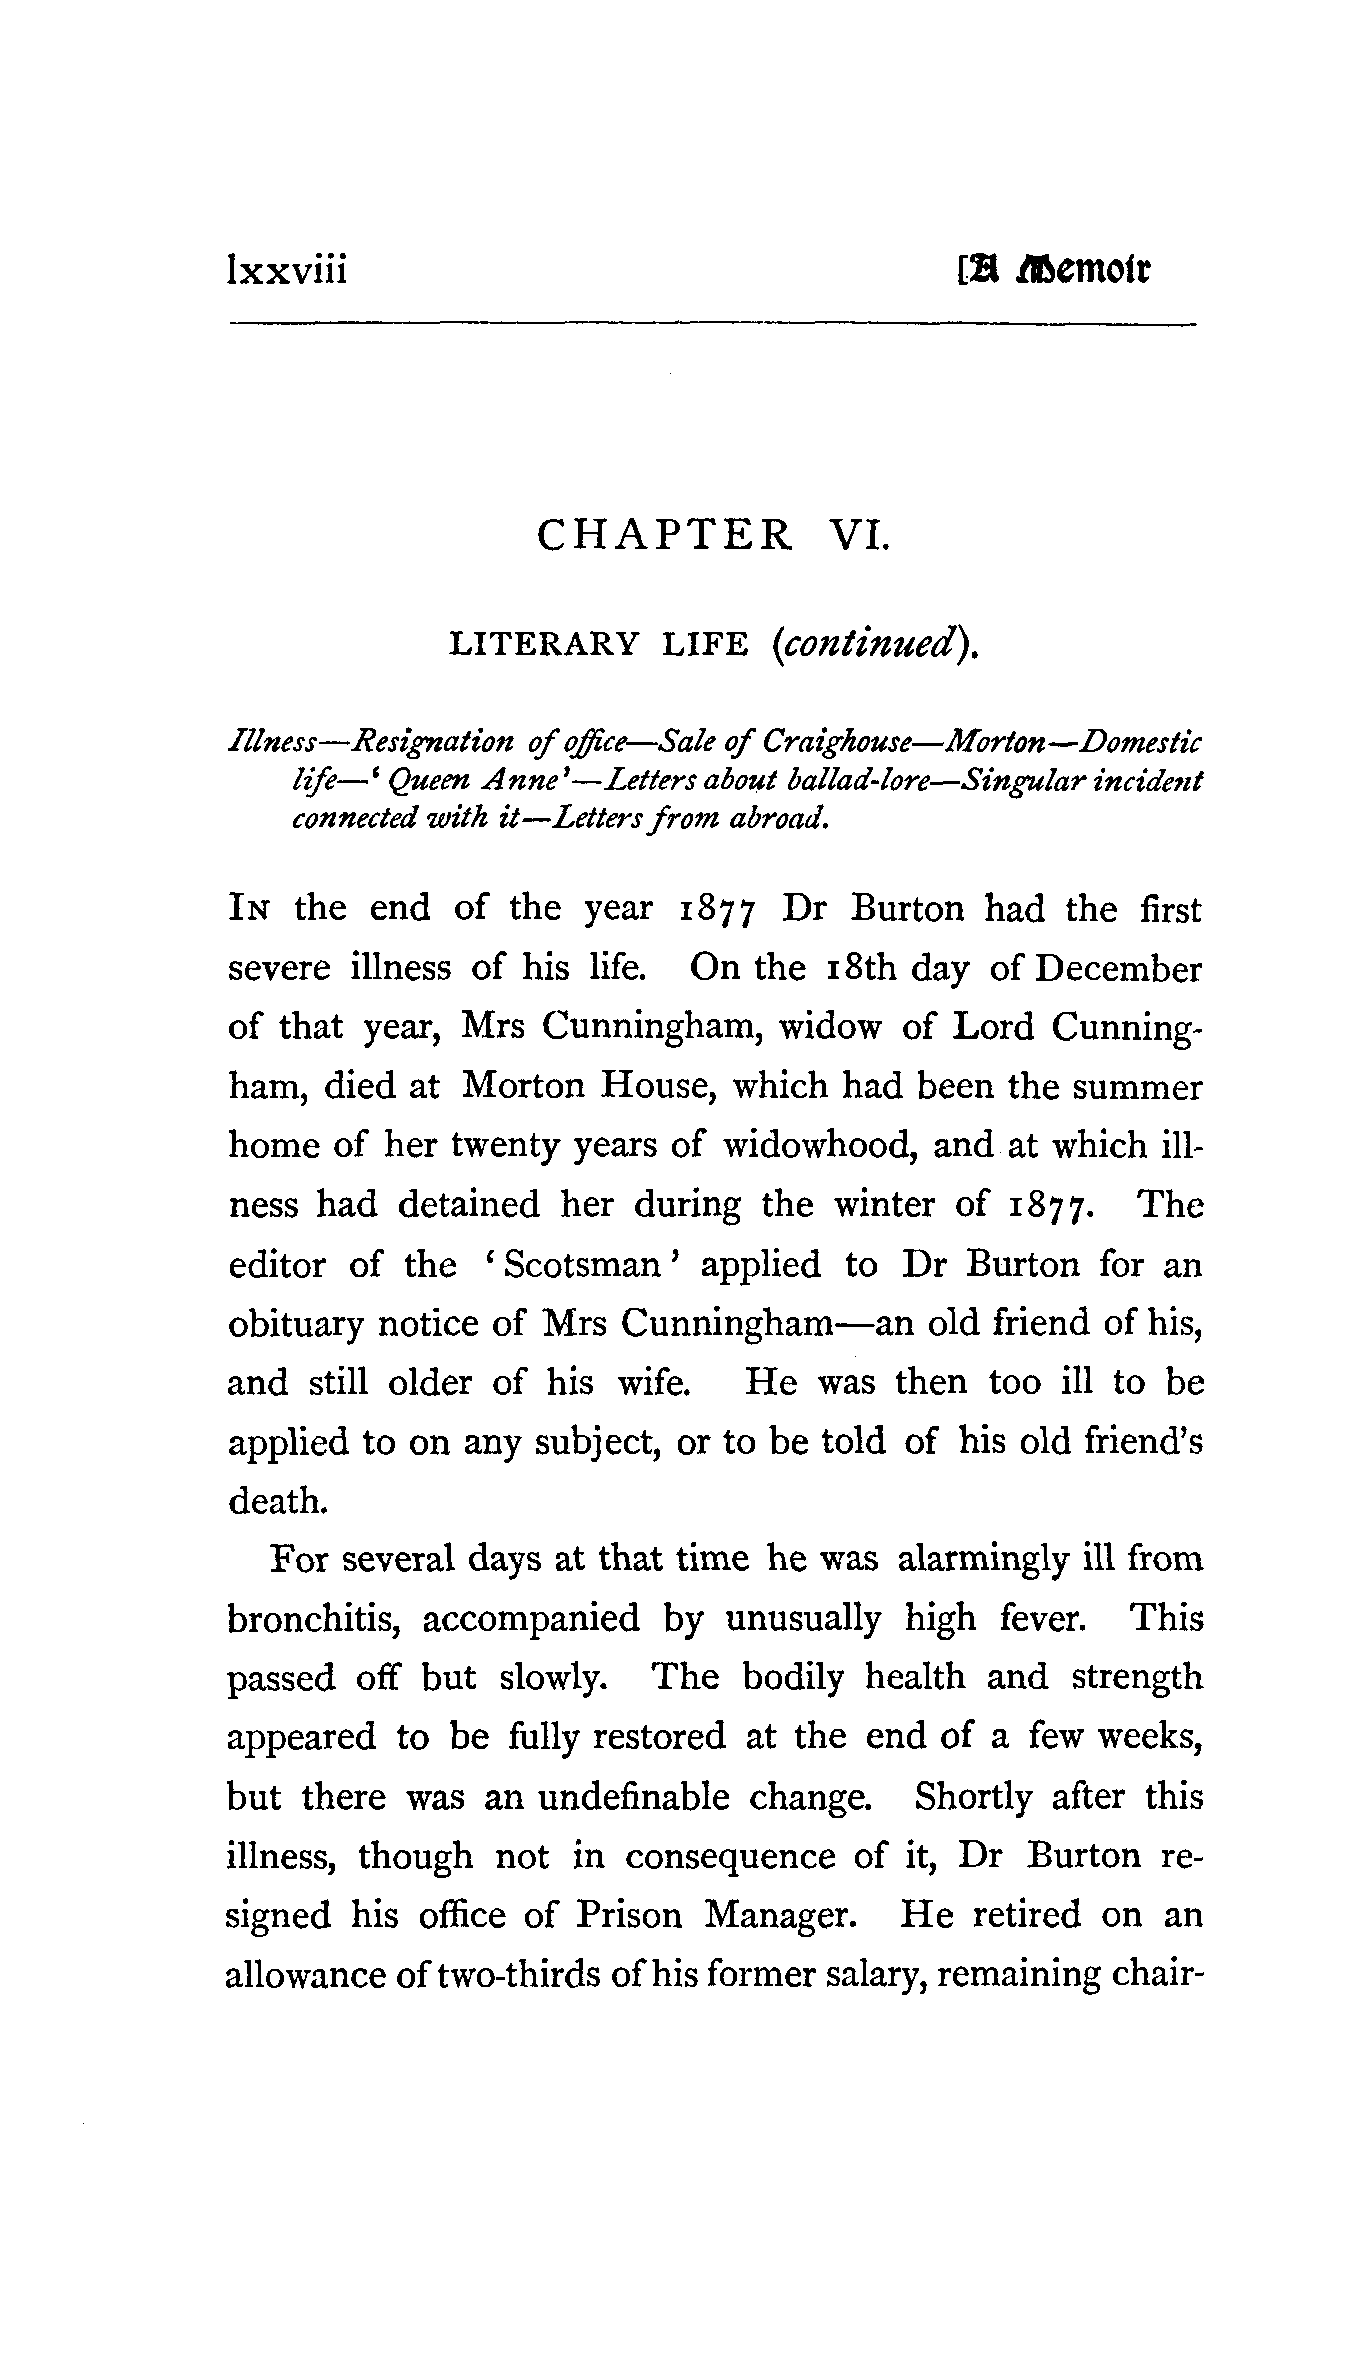 lxxviii [A Memoir
CHAPTER VI.
LITERARY LIFE (continued).
Illness—Resignation of office—Sale of Craighouse—Morton—Domestic
life—‘Queen Anne’—Letters about ballad-lore—Singular incident
connected with it—Letters from abroad.
IN the end of the year 1877 Dr Burton had the first
severe illness of his life. On the 18th day of December
of that year, Mrs Cunningham, widow of Lord Cunning-
ham, died at Morton House, which had been the summer
home of her twenty years of widowhood, and at which ill-
ness had detained her during the winter of 1877. The
editor of the ‘Scotsman’ applied to Dr Burton for an
obituary notice of Mrs Cunningham—an old friend of his,
and still older of his wife. He was then too ill to be
applied to on any subject, or to be told of his old friend's
death.
For several days at that time he was alarmingly ill from
bronchitis, accompanied by unusually high fever. This
passed off but slowly. The bodily health and strength
appeared to be fully restored at the end of a few weeks,
but there was an undefinable change. Shortly after this
illness, though not in consequence of it, Dr Burton re-
signed his office of Prison Manager. He retired on an
allowance of two-thirds of his former salary, remaining chair-